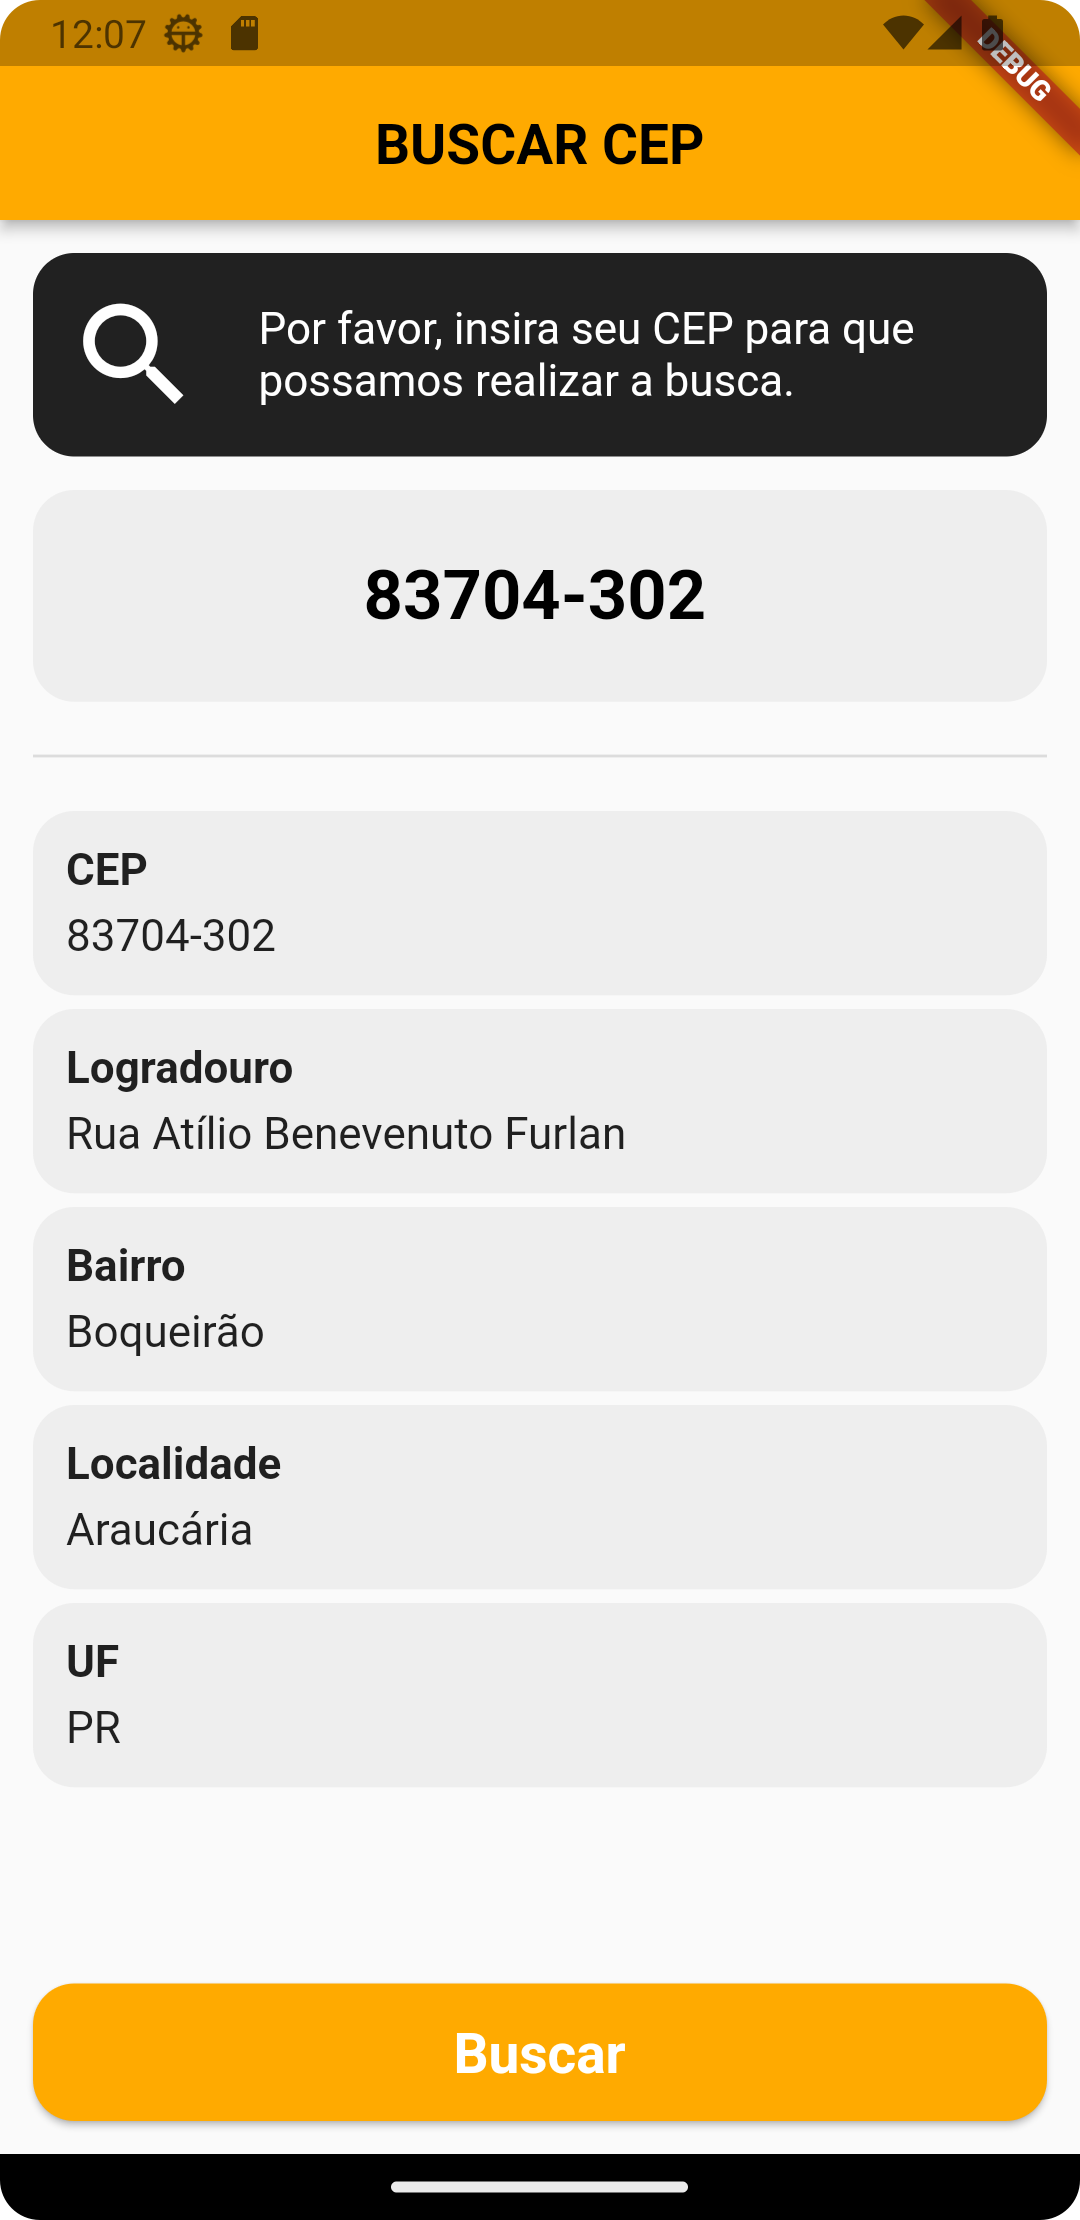 12:07
DEBUG
BUSCAR CEP
Por favor, insira seu CEP para que
possamos realizar a busca.
83704-302
CEP
83704-302
Logradouro
Rua Atílio Benevenuto Furlan
Bairro
Boqueirão
Localidade
Araucária
UF
PR
Buscar